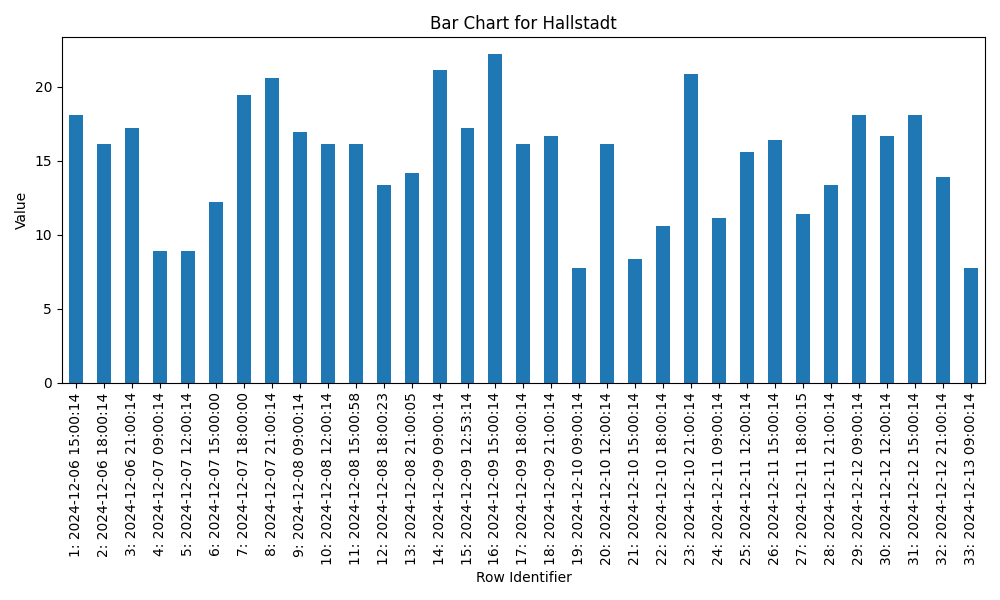 Bar Chart for Hallstadt
Value
20
15
10
5
0
1: 2024-12-06 15:00:14
2: 2024-12-06 18:00:14
3: 2024-12-06 21:00:14
4: 2024-12-07 09:00:14
5: 2024-12-07 12:00:14
6: 2024-12-07 15:00:00
7: 2024-12-07 18:00:00
8: 2024-12-07 21:00:14
9: 2024-12-08 09:00:14
10: 2024-12-08 12:00:14
11: 2024-12-08 15:00:58
12: 2024-12-08 18:00:23
13: 2024-12-08 21:00:05
14: 2024-12-09 09:00:14
15: 2024-12-09 12:53:14
16: 2024-12-09 15:00:14
17: 2024-12-09 18:00:14
18: 2024-12-09 21:00:14
19: 2024-12-10 09:00:14
20: 2024-12-10 12:00:14
21: 2024-12-10 15:00:14
22: 2024-12-10 18:00:14
23: 2024-12-10 21:00:14
24: 2024-12-11 09:00:14
25: 2024-12-11 12:00:14
26: 2024-12-11 15:00:14
27: 2024-12-11 18:00:15
28: 2024-12-11 21:00:14
29: 2024-12-12 09:00:14
30: 2024-12-12 12:00:14
31: 2024-12-12 15:00:14
32: 2024-12-12 21:00:14
33: 2024-12-13 09:00:14
Row Identifier